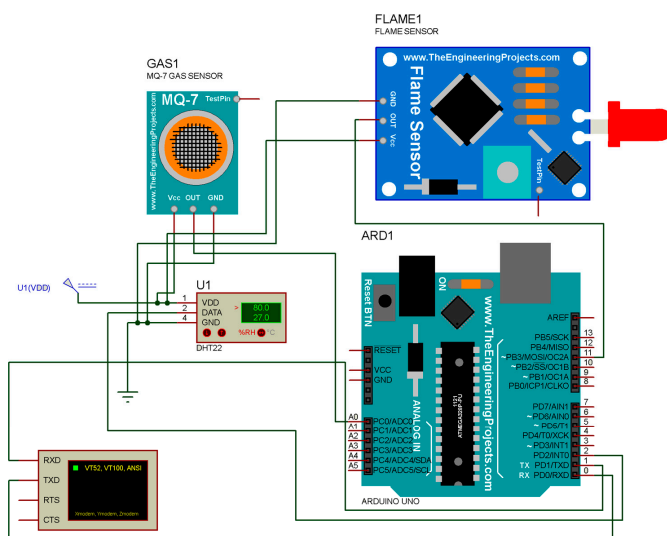 FLAME1
FLAME SENSOR
www.TheEngineeringProjects.com
Flame Sensor
GND
OUT
Vcc
TestPin
GAS1
MQ-7 GAS SENSOR
MQ-7
TestPin
www.TheEngineeringProjects.com
Vcc OUT GND
U1(VDD)
U1
1 VDD
2 DATA
4 GND
> 80.0
27.0
%RH °C
DHT22
ARD1
Reset BTN
ON
www.TheEngineeringProjects.com
ANALOG IN
RESET
VCC
GND
A0 PC0/ADC0
A1 PC1/ADC1
A2 PC2/ADC2
A3 PC3/ADC3
A4 PC4/ADC4/SDA
A5 PC5/ADC5/SCL
AREF
PB5/SCK 13
PB4/MISO 12
~PB3/MOSI/OC2A 11
~PB2/SS/OC1B 10
~PB1/OC1A 9
PB0/ICP1/CLKO 8
PD7/AIN1 7
~PD6/AIN0 6
~PD5/T1 5
PD4/T0/XCK 4
~PD3/INT1 3
PD2/INT0 2
TX PD1/TXD 1
RX PD0/RXD 0
ARDUINO UNO
RXD
TXD
RTS
CTS
VT52, VT100, ANSI
Xmodem, Ymodem, Zmodem